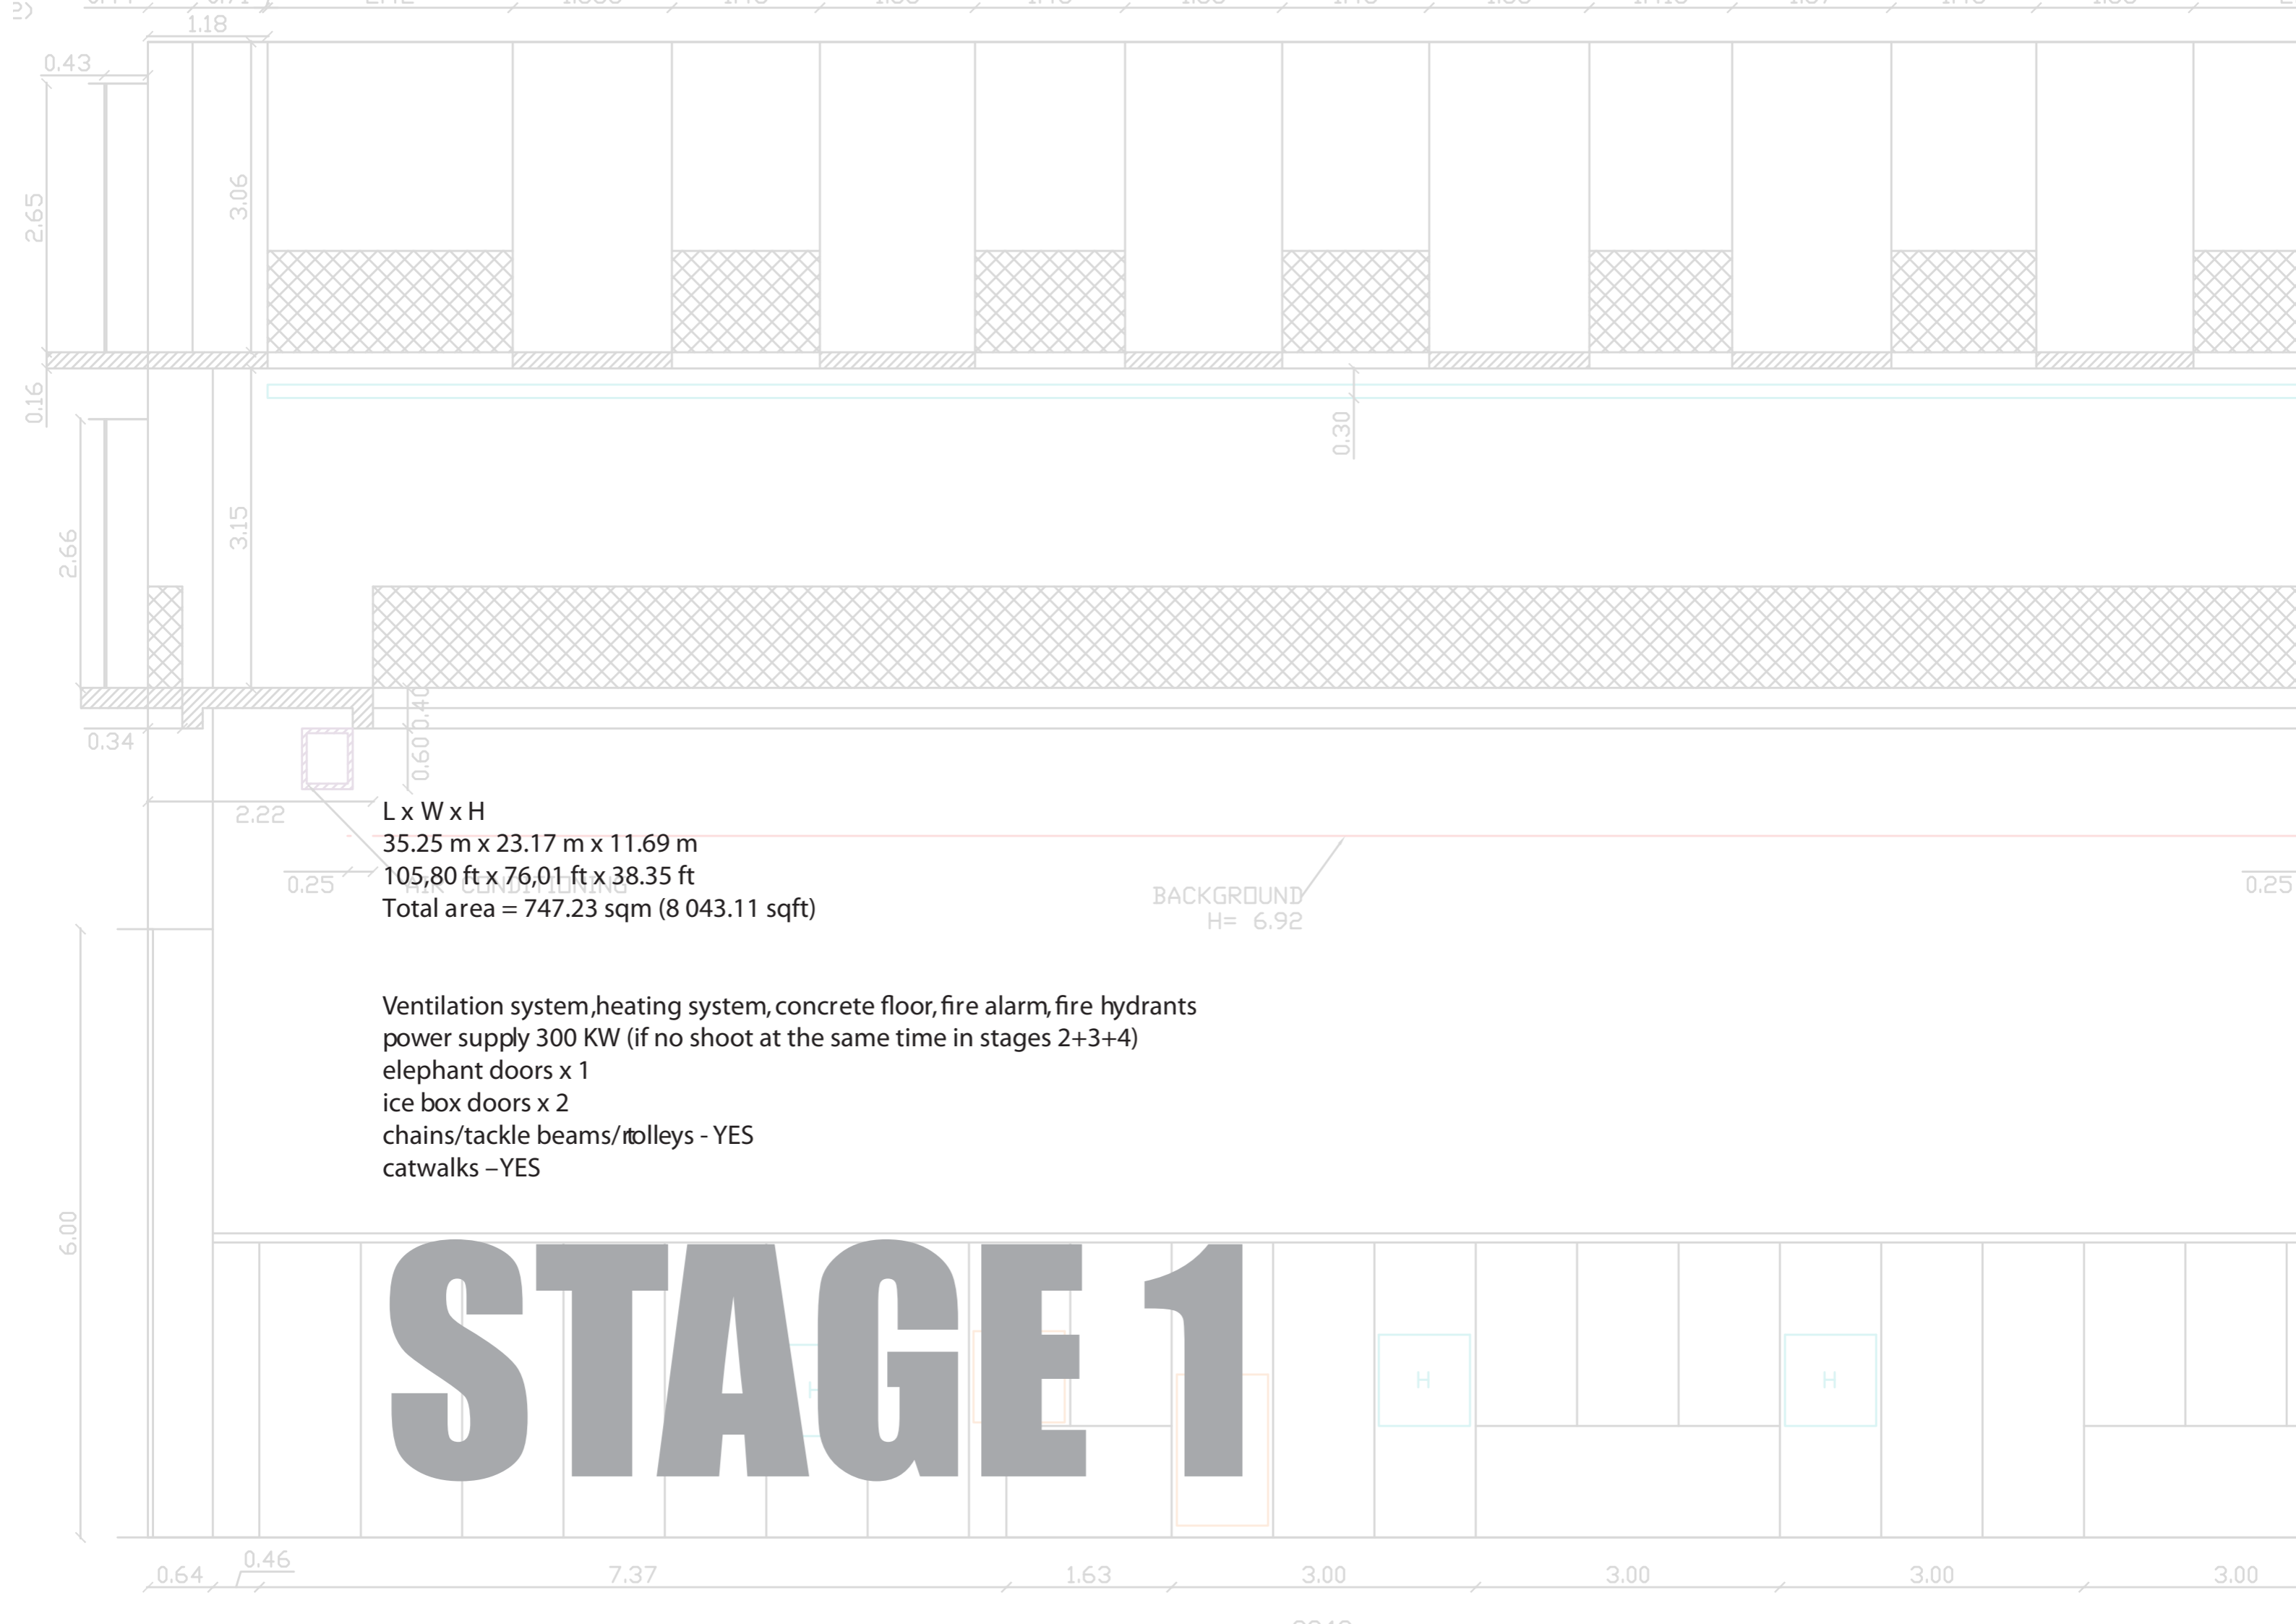 1.18
0.43
2.65
3.06
0.16
0.30
2.66
3.15
0.40
0.60
0.34
2.22
L x W x H
35.25 m x 23.17 m x 11.69 m
105,80 ft x 76,01 ft x 38.35 ft
Total area = 747.23 sqm (8 043.11 sqft)
0.25
AIR CONDITIONING
BACKGROUND
H= 6.92
0.25
Ventilation system,heating system, concrete floor, fire alarm, fire hydrants
power supply 300 KW (if no shoot at the same time in stages 2+3+4)
elephant doors x 1
ice box doors x 2
chains/tackle beams/rtolleys - YES
catwalks –YES
6.00
STAGE 1
H
H
H
0.64
0.46
7.37
1.63
3.00
3.00
3.00
3.00